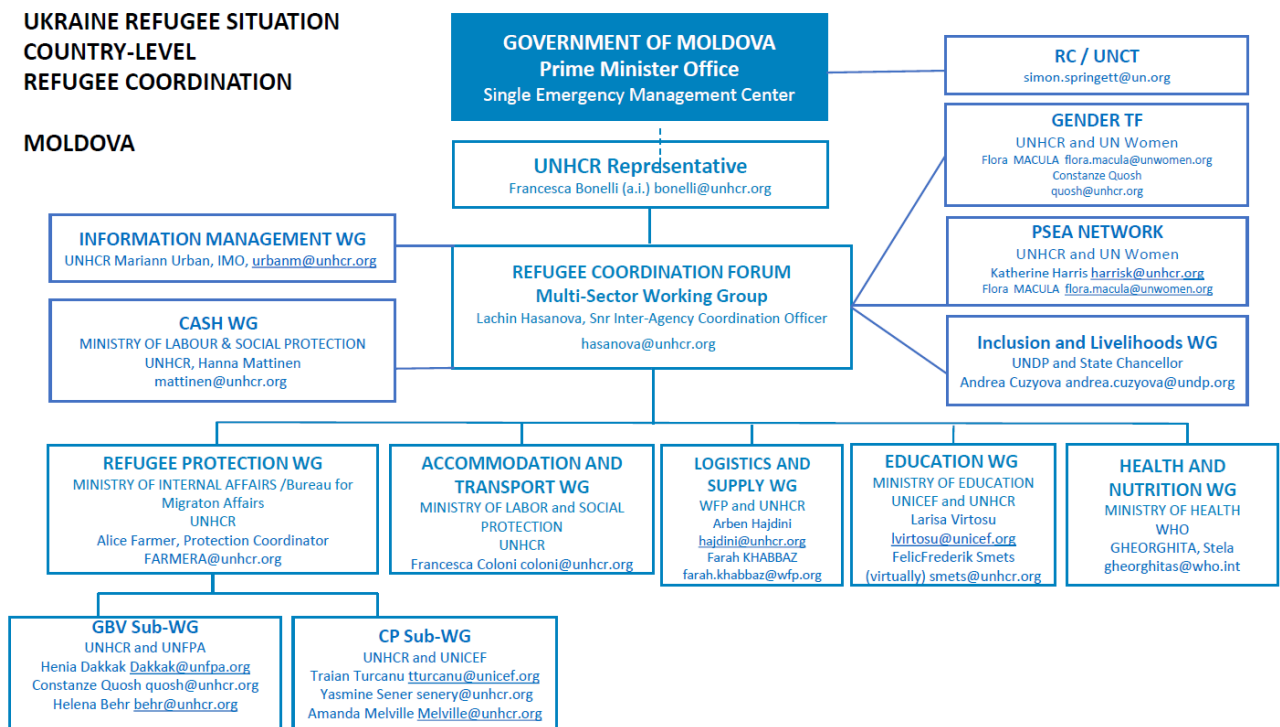 UKRAINE REFUGEE SITUATION
COUNTRY-LEVEL
REFUGEE COORDINATION
MOLDOVA
GOVERNMENT OF MOLDOVA
Prime Minister Office
Single Emergency Management Center
RC / UNCT
simon.springett@un.org
GENDER TF
UNHCR and UN Women
Flora MACULA flora.macula@unwomen.org
Constanze Quosh
quosh@unhcr.org
UNHCR Representative
Francesca Bonelli (a.i.) bonelli@unhcr.org
INFORMATION MANAGEMENT WG
UNHCR Mariann Urban, IMO, urbanm@unhcr.org
REFUGEE COORDINATION FORUM
Multi-Sector Working Group
Lachin Hasanova, Snr Inter-Agency Coordination Officer
hasanova@unhcr.org
PSEA NETWORK
UNHCR and UN Women
Katherine Harris harrisk@unhcr.org
Flora MACULA flora.macula@unwomen.org
CASH WG
MINISTRY OF LABOUR & SOCIAL PROTECTION
UNHCR, Hanna Mattinen
mattinen@unhcr.org
Inclusion and Livelihoods WG
UNDP and State Chancellor
Andrea Cuzyova andrea.cuzyova@undp.org
REFUGEE PROTECTION WG
MINISTRY OF INTERNAL AFFAIRS /Bureau for
Migraton Affairs
UNHCR
Alice Farmer, Protection Coordinator
FARMERA@unhcr.org
ACCOMMODATION AND
TRANSPORT WG
MINISTRY OF LABOR and SOCIAL
PROTECTION
UNHCR
Francesca Coloni coloni@unhcr.org
LOGISTICS AND
SUPPLY WG
WFP and UNHCR
Arben Hajdini
hajdini@unhcr.org
Farah KHABBAZ
farah.khabbaz@wfp.org
EDUCATION WG
MINISTRY OF EDUCATION
UNICEF and UNHCR
Larisa Virtosu
lvirtosu@unicef.org
FelicFrederik Smets
(virtually) smets@unhcr.org
HEALTH AND
NUTRITION WG
MINISTRY OF HEALTH
WHO
GHEORGHITA, Stela
gheorghitas@who.int
GBV Sub-WG
UNHCR and UNFPA
Henia Dakkak Dakkak@unfpa.org
Constanze Quosh quosh@unhcr.org
Helena Behr behr@unhcr.org
CP Sub-WG
UNHCR and UNICEF
Traian Turcanu tturcanu@unicef.org
Yasmine Sener senery@unhcr.org
Amanda Melville Melville@unhcr.org